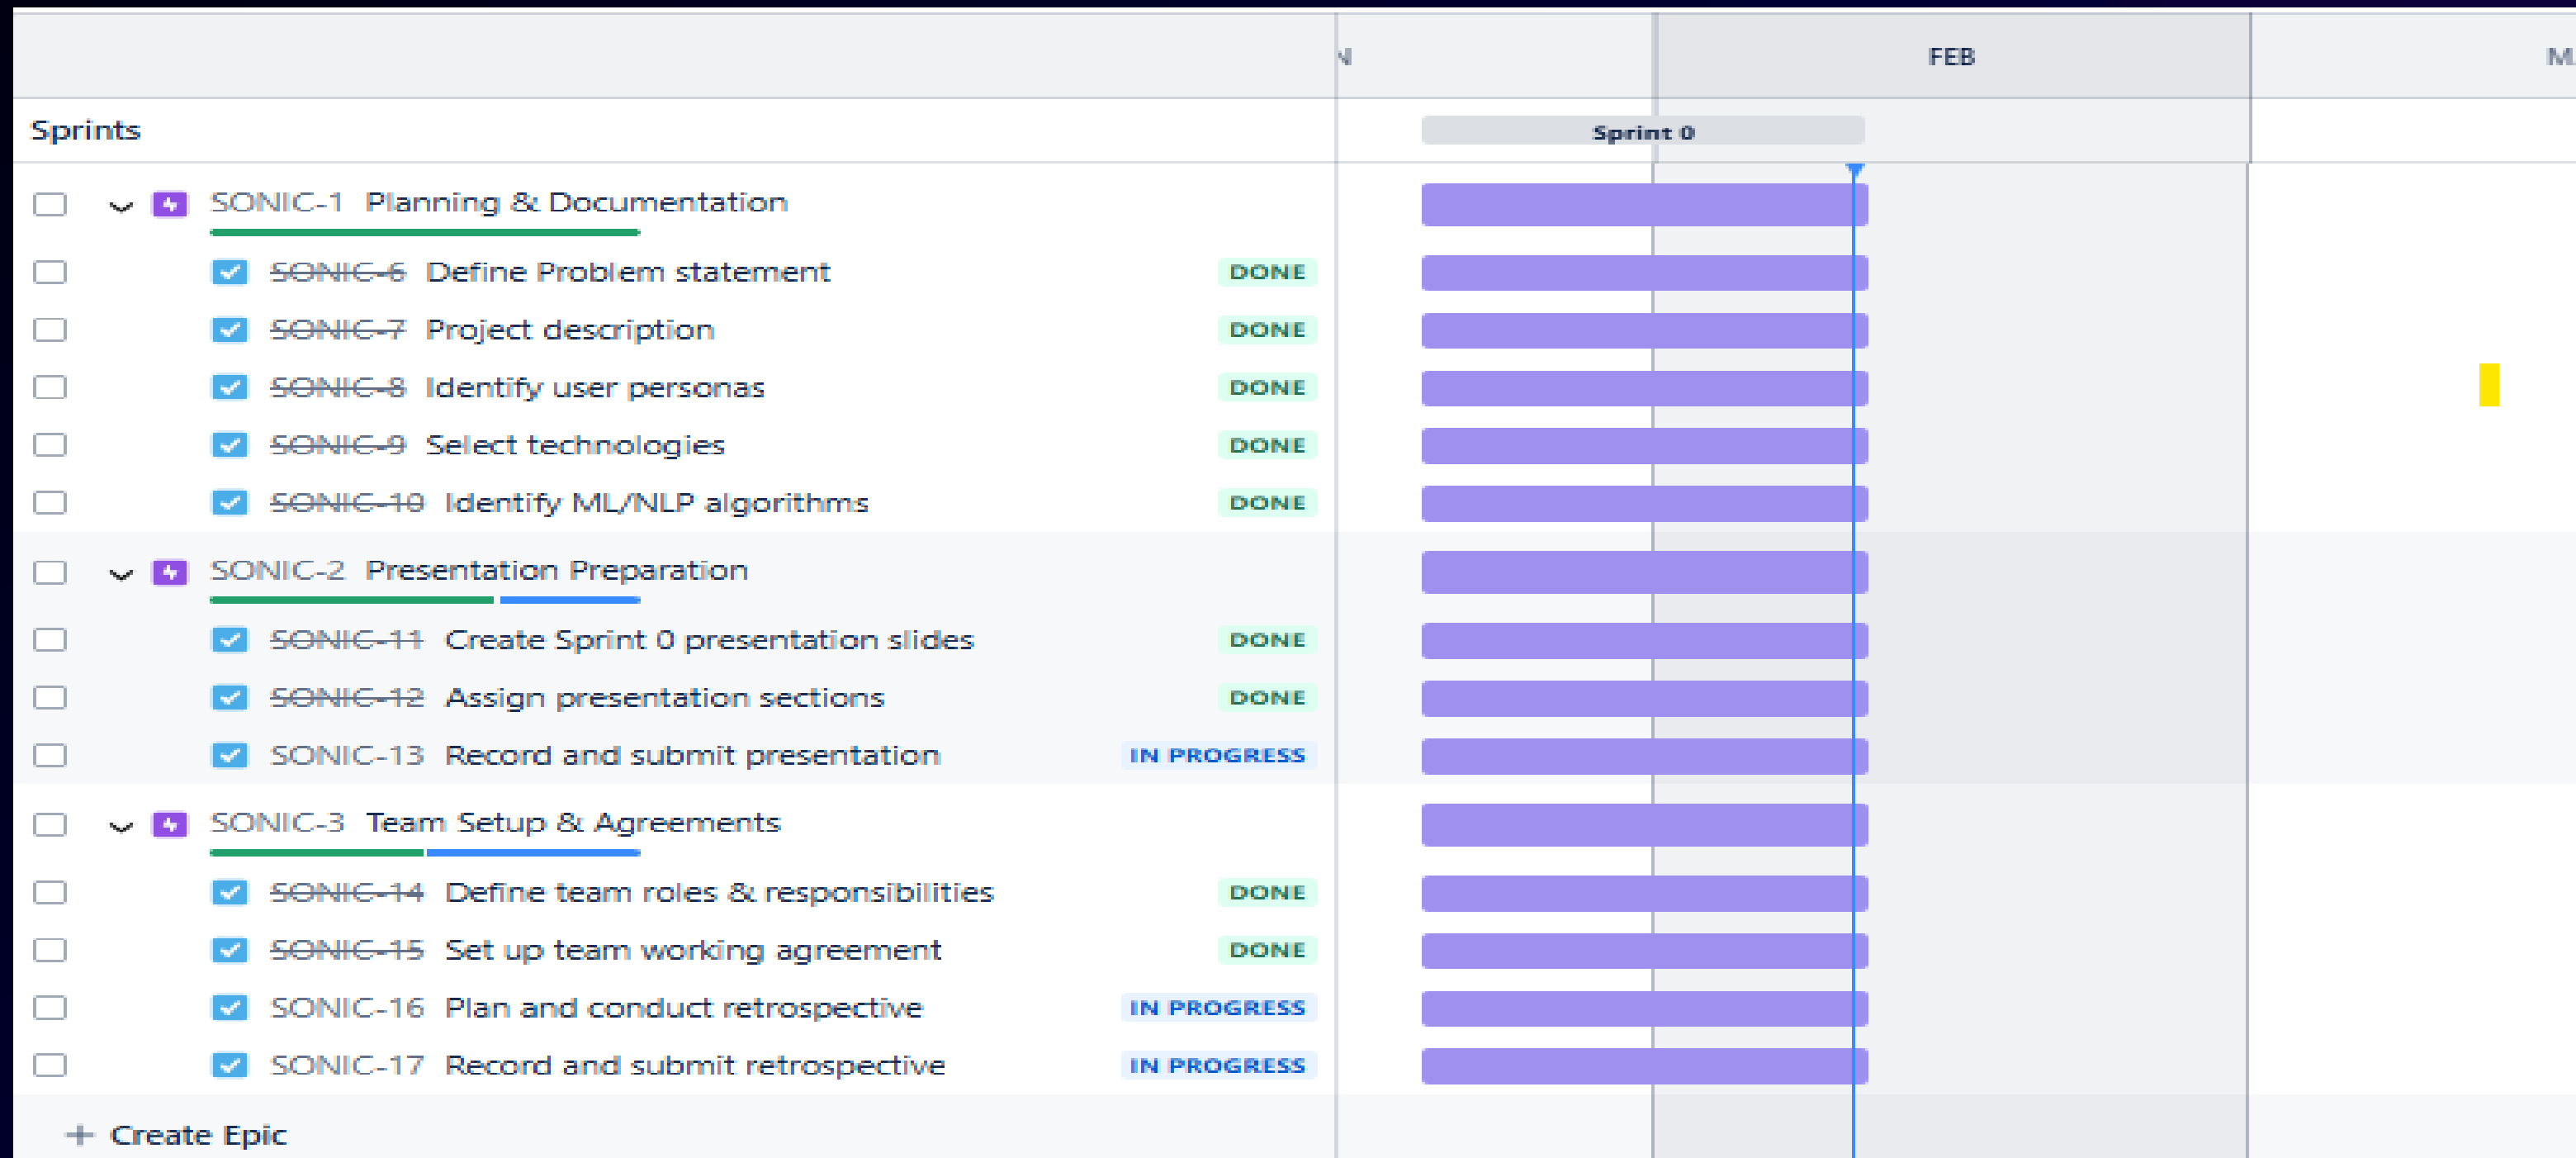 FEB
Sprints
Sprint 0
SONIC-1 Planning & Documentation
SONIC-6 Define Problem statement DONE
SONIC-7 Project description DONE
SONIC-8 Identify user personas DONE
SONIC-9 Select technologies DONE
SONIC-10 Identify ML/NLP algorithms DONE
SONIC-2 Presentation Preparation
SONIC-11 Create Sprint 0 presentation slides DONE
SONIC-12 Assign presentation sections DONE
SONIC-13 Record and submit presentation IN PROGRESS
SONIC-3 Team Setup & Agreements
SONIC-14 Define team roles & responsibilities DONE
SONIC-15 Set up team working agreement DONE
SONIC-16 Plan and conduct retrospective IN PROGRESS
SONIC-17 Record and submit retrospective IN PROGRESS
+ Create Epic